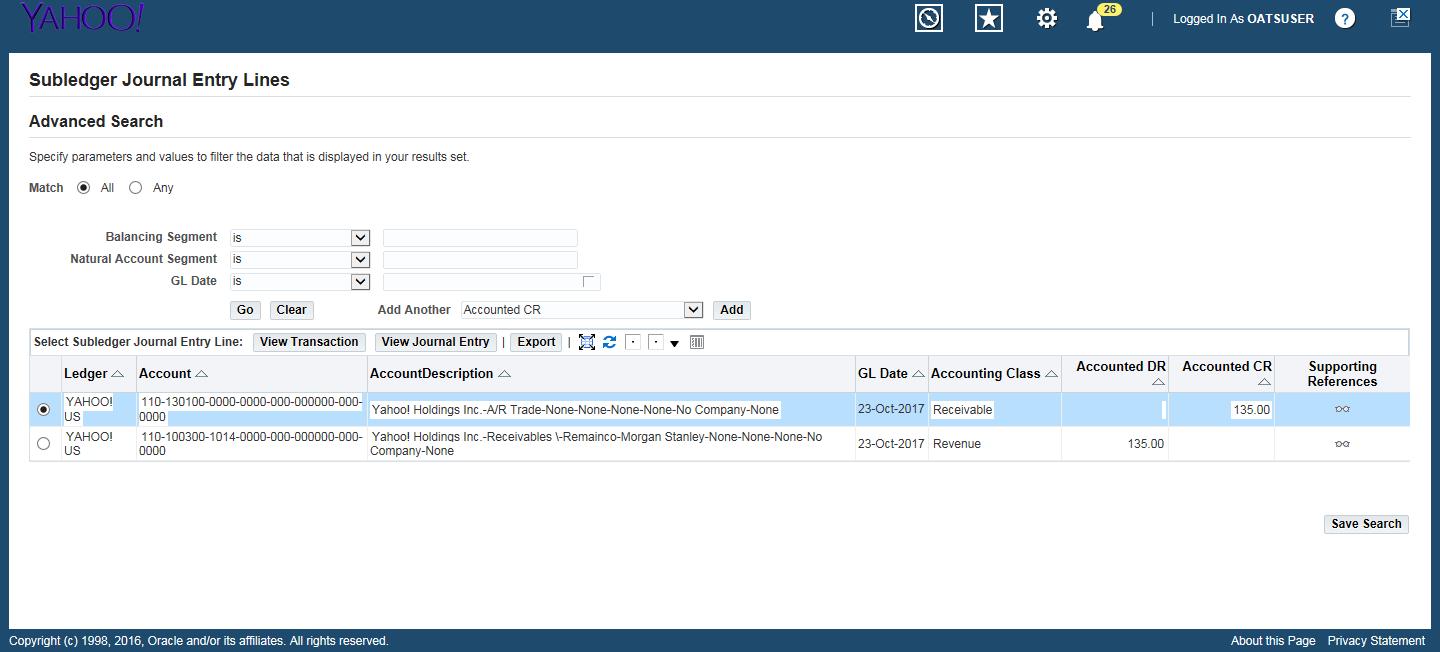 YAHOO!
26
Logged In As OATSUSER
?
Subledger Journal Entry Lines
Advanced Search
Specify parameters and values to filter the data that is displayed in your results set.
Match All Any
Balancing Segment is
Natural Account Segment is
GL Date is
Go Clear Add Another Accounted CR Add
Select Subledger Journal Entry Line: View Transaction View Journal Entry | Export |
Ledger Account AccountDescription GL Date Accounting Class Accounted DR Accounted CR Supporting References
YAHOO! US 110-130100-0000-0000-000-000000-000-0000 Yahoo! Holdings Inc.-A/R Trade-None-None-None-None-No Company-None 23-Oct-2017 Receivable 135.00
YAHOO! US 110-100300-1014-0000-000-000000-000-0000 Yahoo! Holdings Inc.-Receivables \-Remainco-Morgan Stanley-None-None-None-No Company-None 23-Oct-2017 Revenue 135.00
Save Search
Copyright (c) 1998, 2016, Oracle and/or its affiliates. All rights reserved.
About this Page Privacy Statement